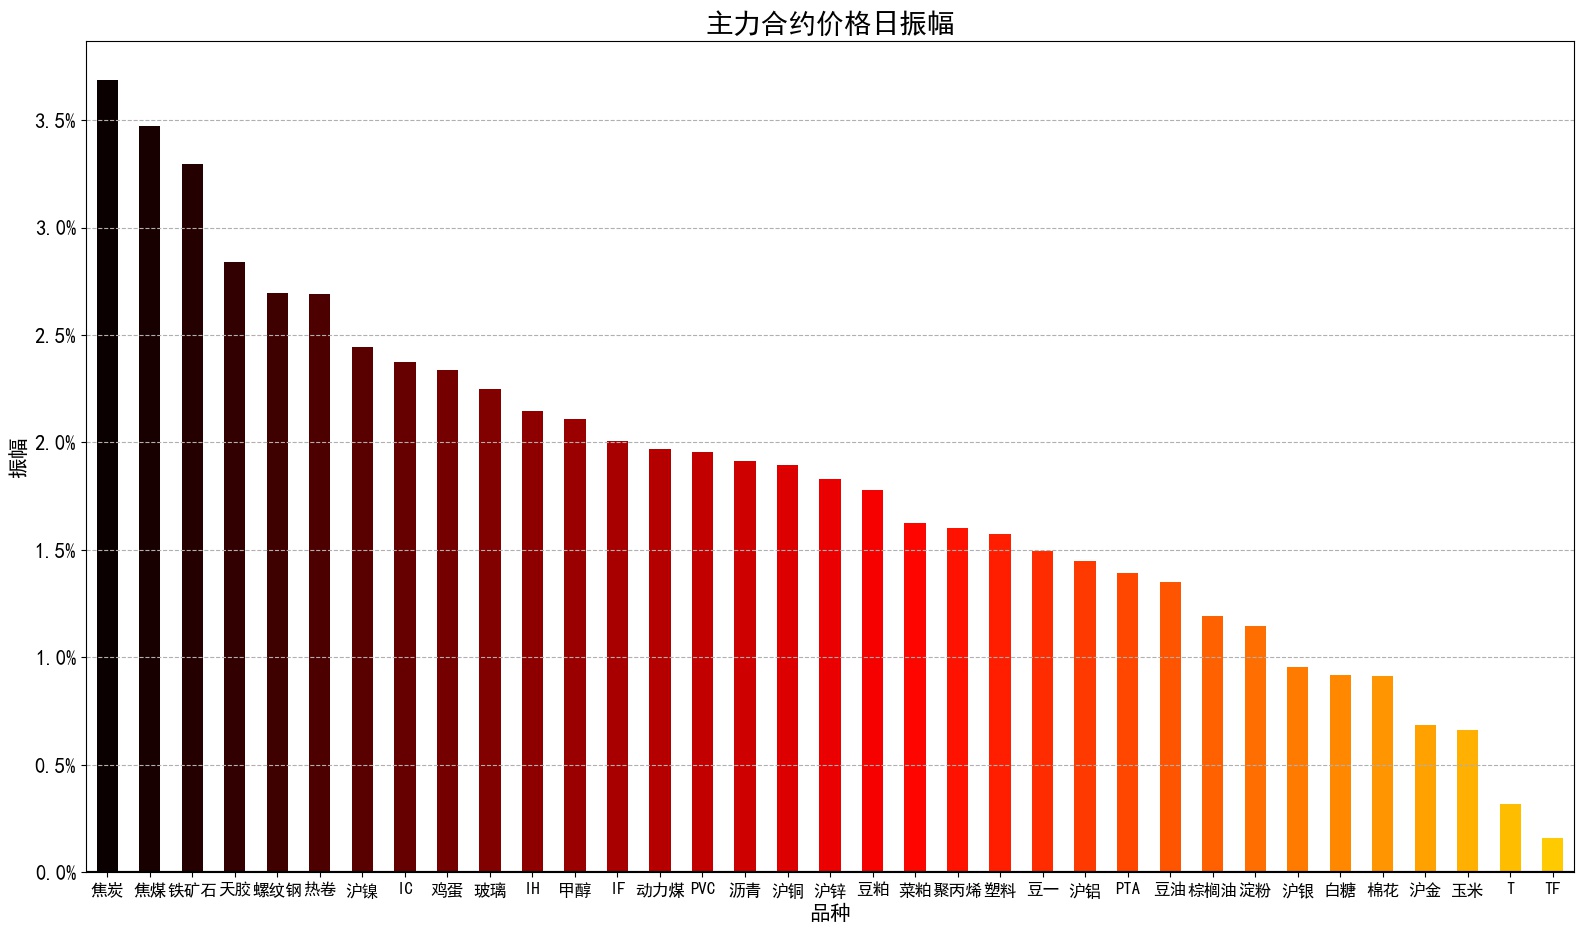 主力合约价格日振幅
振幅
3.5%
3.0%
2.5%
2.0%
1.5%
1.0%
0.5%
0.0%
焦炭 焦煤 铁矿石 天胶 螺纹钢 热卷 沪镍 IC 鸡蛋 玻璃 IH 甲醇 IF 动力煤 PVC 沥青 沪铜 沪锌 豆粕 菜粕 聚丙烯 塑料 豆一 沪铝 PTA 豆油 棕榈油 淀粉 沪银 白糖 棉花 沪金 玉米 T TF
品种